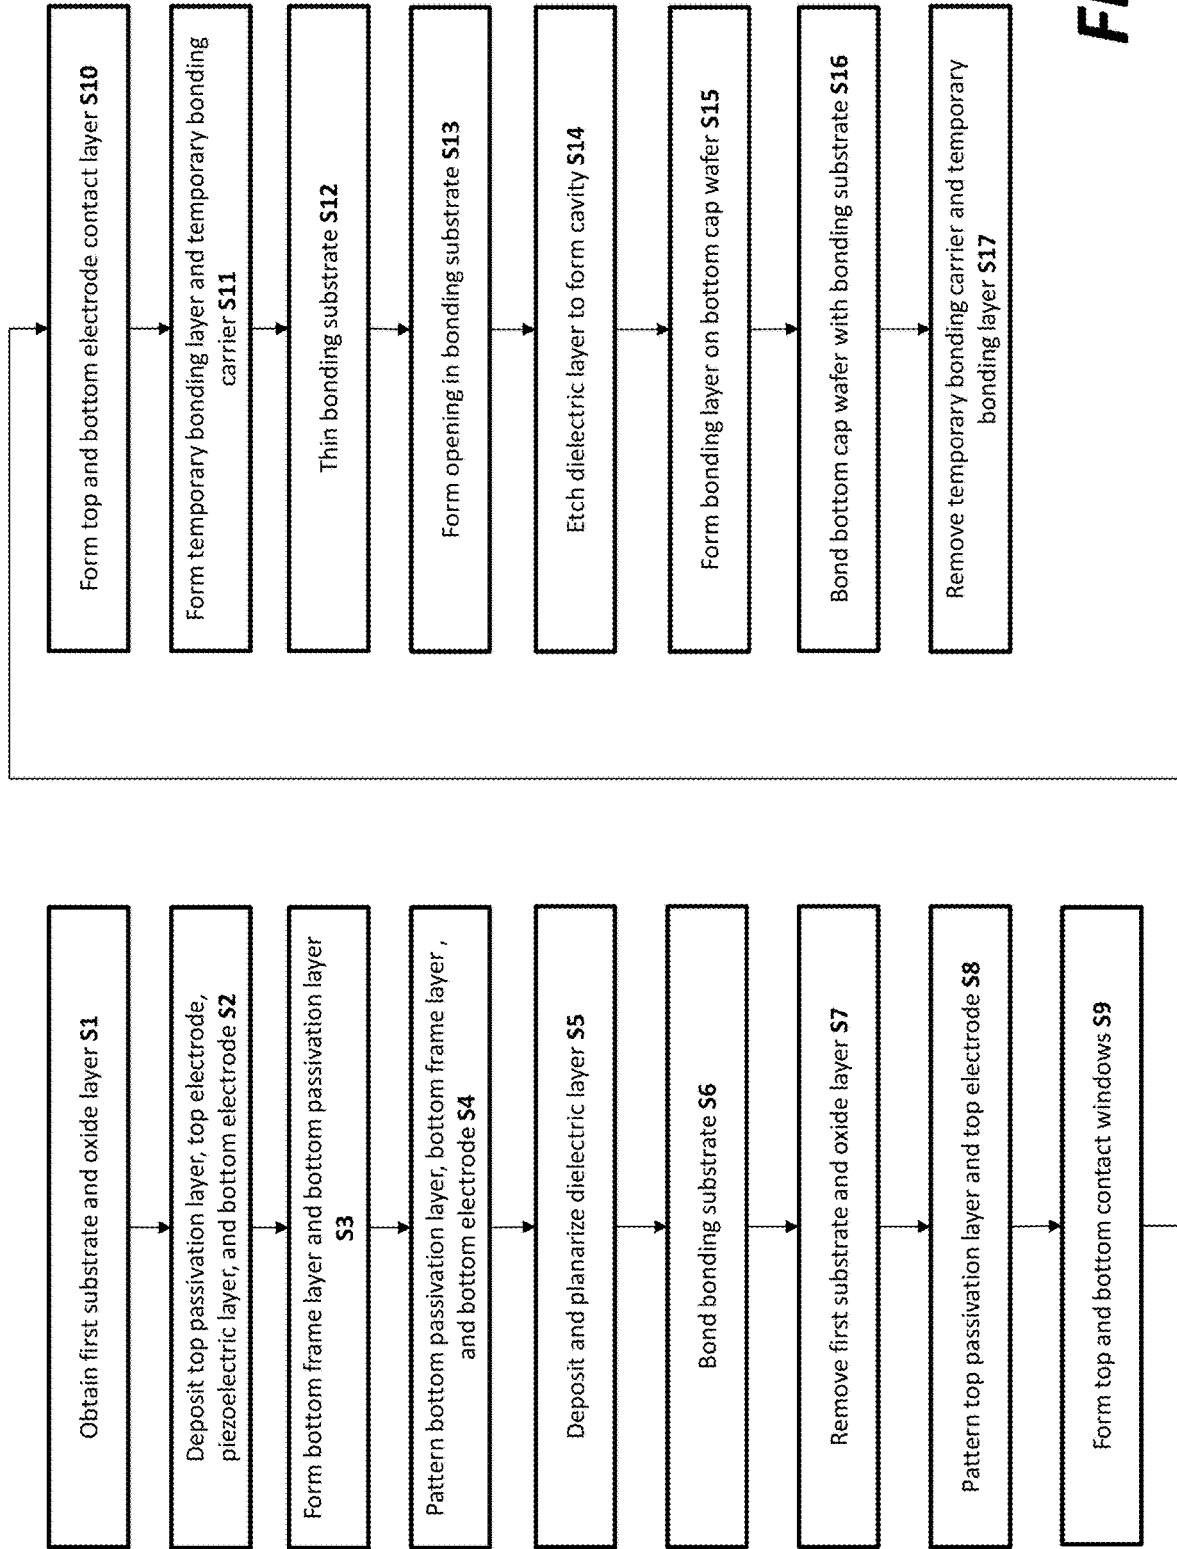 Obtain first substrate and oxide layer S1
Deposit top passivation layer, top electrode,
piezoelectric layer, and bottom electrode S2
Form bottom frame layer and bottom passivation layer
S3
Pattern bottom passivation layer, bottom frame layer ,
and bottom electrode S4
Deposit and planarize dielectric layer S5
Bond bonding substrate S6
Remove first substrate and oxide layer S7
Pattern top passivation layer and top electrode S8
Form top and bottom contact windows S9
Form top and bottom electrode contact layer S10
Form temporary bonding layer and temporary bonding
carrier S11
Thin bonding substrate S12
Form opening in bonding substrate S13
Etch dielectric layer to form cavity S14
Form bonding layer on bottom cap wafer S15
Bond bottom cap wafer with bonding substrate S16
Remove temporary bonding carrier and temporary
bonding layer S17